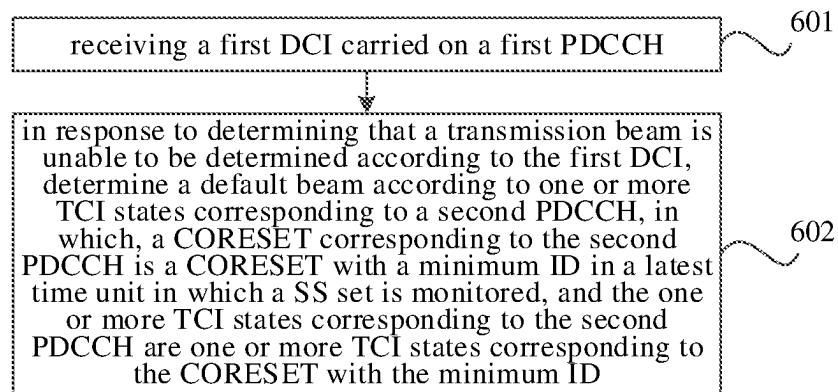 receiving a first DCI carried on a first PDCCH
601
in response to determining that a transmission beam is
unable to be determined according to the first DCI,
determine a default beam according to one or more
TCI states corresponding to a second PDCCH, in
which, a CORESET corresponding to the second
PDCCH is a CORESET with a minimum ID in a latest
time unit in which a SS set is monitored, and the one
or more TCI states corresponding to the second
PDCCH are one or more TCI states corresponding to
the CORESET with the minimum ID
602